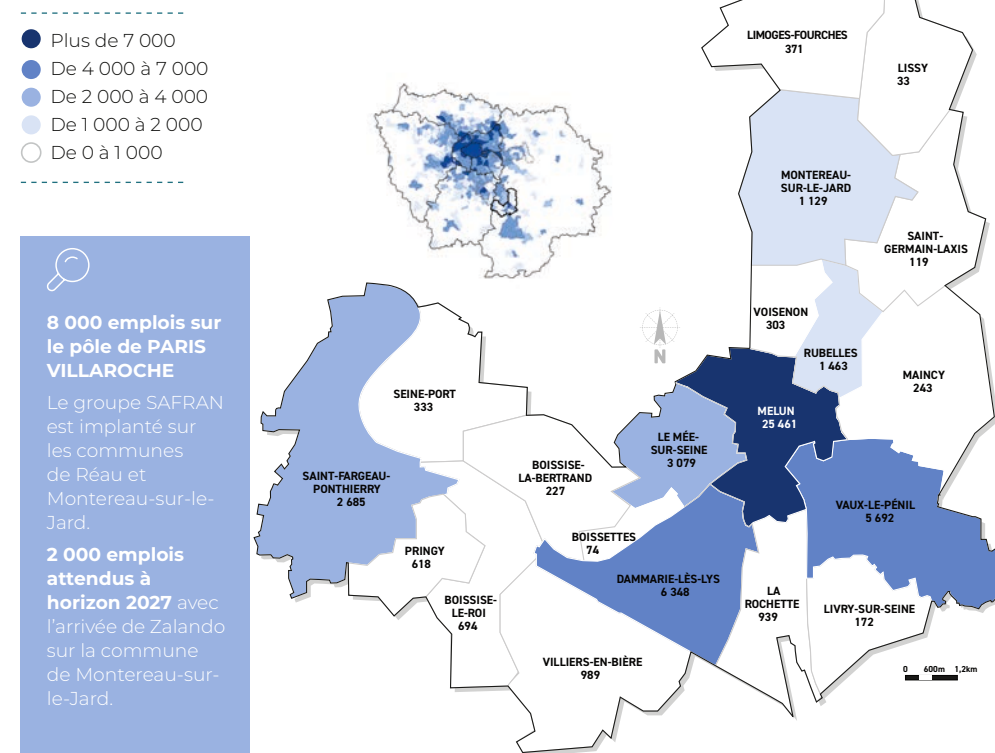 Plus de 7 000
De 4 000 à 7 000
De 2 000 à 4 000
De 1 000 à 2 000
De 0 à 1 000
8 000 emplois sur
le pôle de PARIS
VILLAROCHE
Le groupe SAFRAN
est implanté sur
les communes
de Réau et
Montereau-sur-le-
Jard.
2 000 emplois
attendus à
horizon 2027 avec
l'arrivée de Zalando
sur la commune
de Montereau-sur-
le-Jard.
LIMOGES-FOURCHES
371
LISSY
33
MONTEREAU-
SUR-LE-JARD
1 129
SAINT-
GERMAIN-LAXIS
119
VOISENON
303
RUBELLES
1 463
MAINCY
243
N
SEINE-PORT
333
MELUN
25 461
LE MÉE-
SUR-SEINE
3 079
SAINT-FARGEAU-
PONTHIERRY
2 685
BOISSISE-
LA-BERTRAND
227
VAUX-LE-PÉNIL
5 692
BOISSETTES
74
PRINGY
618
DAMMARIE-LÈS-LYS
6 348
LA
ROCHETTE
939
BOISSISE-
LE-ROI
694
LIVRY-SUR-SEINE
172
VILLIERS-EN-BIÈRE
989
0 600m 1,2km